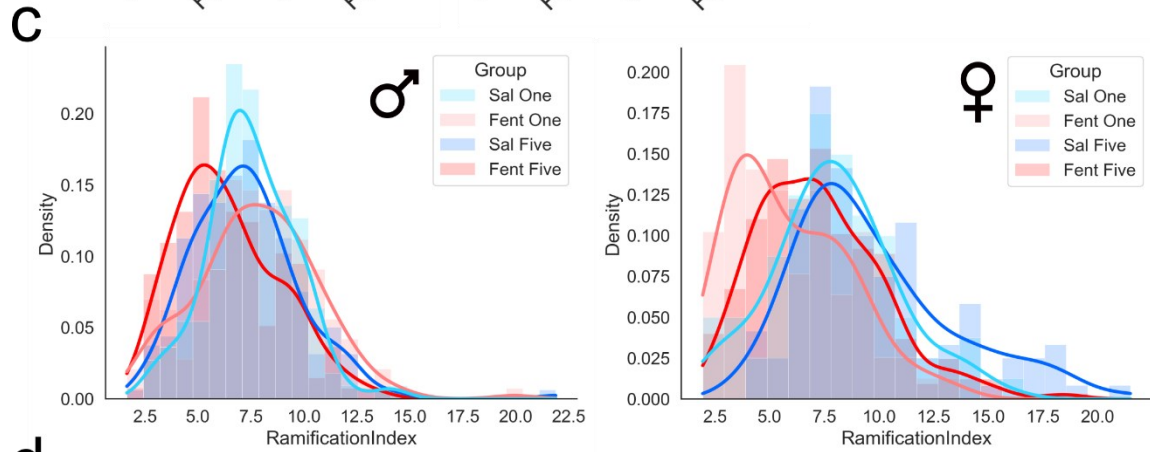 μ μ μ μ
C
♂
Group
Sal One
Fent One
Sal Five
Fent Five
Density
0.20
0.15
0.10
0.05
0.00
2.5 5.0 7.5 10.0 12.5 15.0 17.5 20.0 22.5
RamificationIndex
♀
Group
Sal One
Fent One
Sal Five
Fent Five
Density
0.200
0.175
0.150
0.125
0.100
0.075
0.050
0.025
0.000
2.5 5.0 7.5 10.0 12.5 15.0 17.5 20.0
RamificationIndex
d